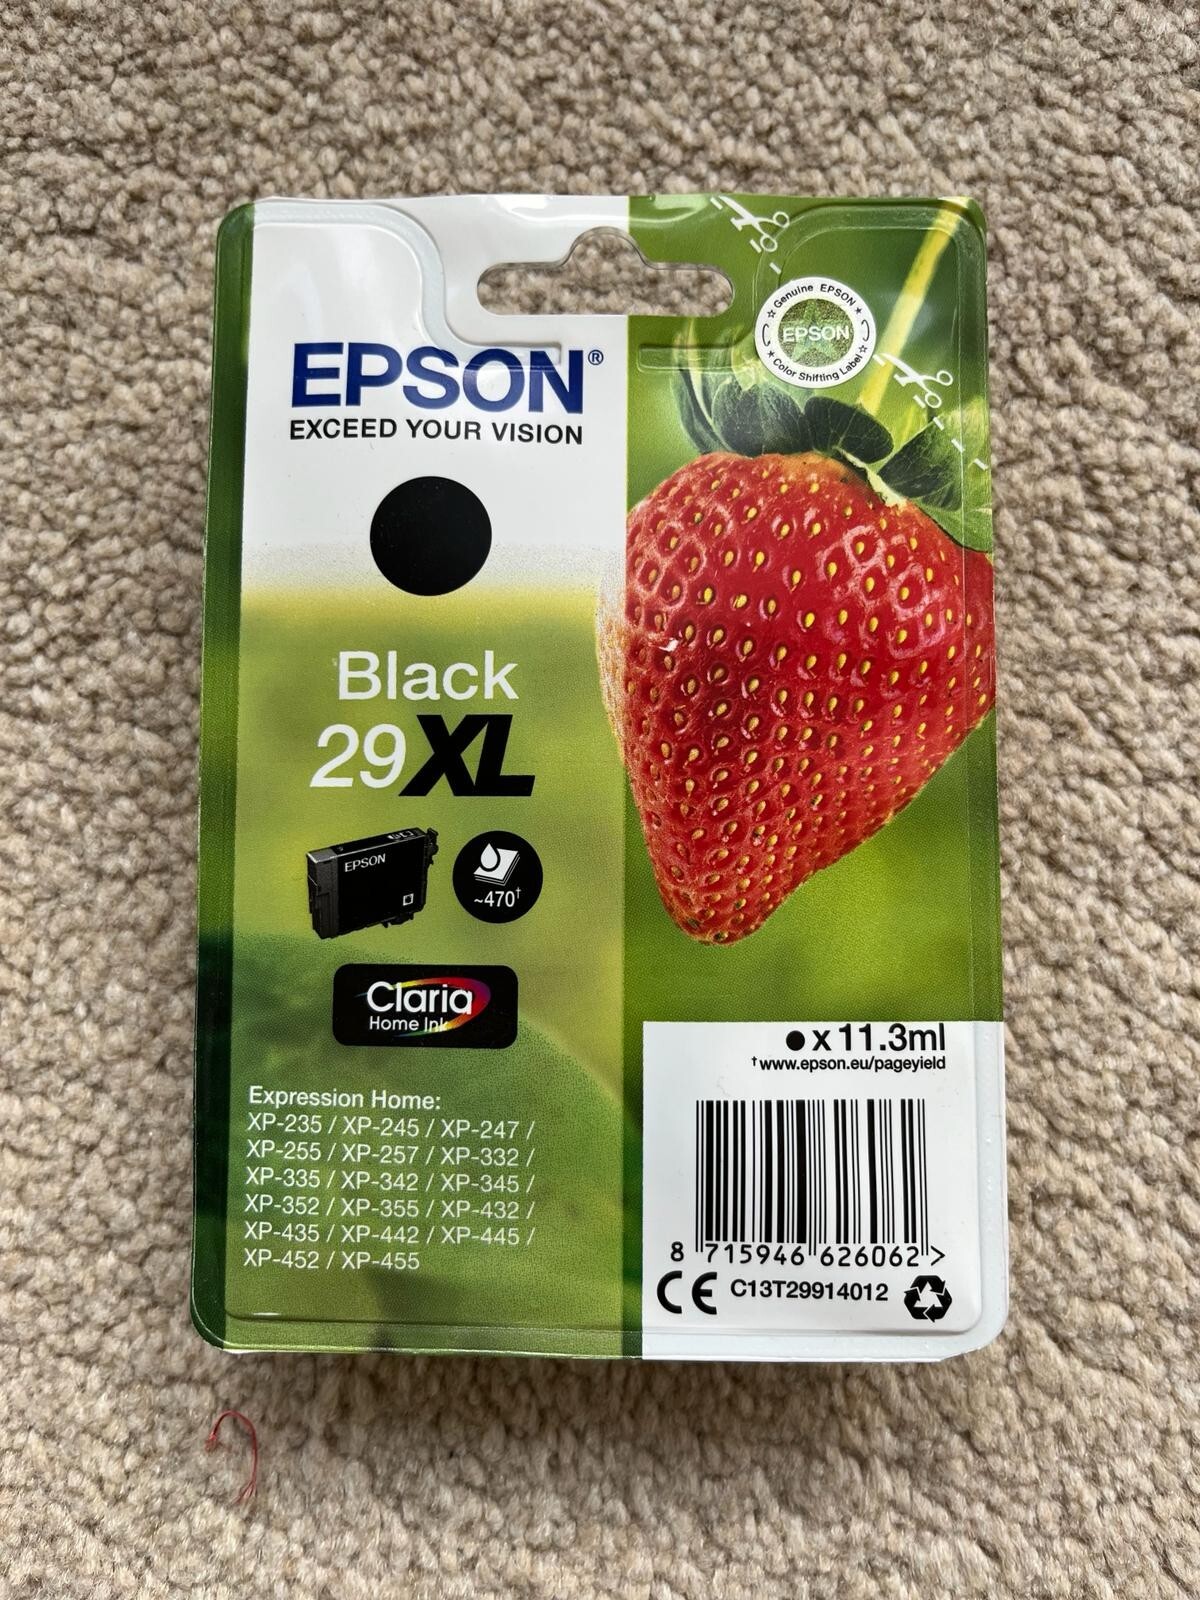 Genuine EPSON
EPSON
Color Shifting Label
EPSON®
EXCEED YOUR VISION
Black
29XL
EPSON
~470†
Claria
Home Ink
Expression Home:
XP-235 / XP-245 / XP-247 /
XP-255 / XP-257 / XP-332 /
XP-335 / XP-342 / XP-345 /
XP-352 / XP-355 / XP-432 /
XP-435 / XP-442 / XP-445 /
XP-452 / XP-455
● x 11.3ml
†www.epson.eu/pageyield
8 715946 626062 >
CE C13T29914012